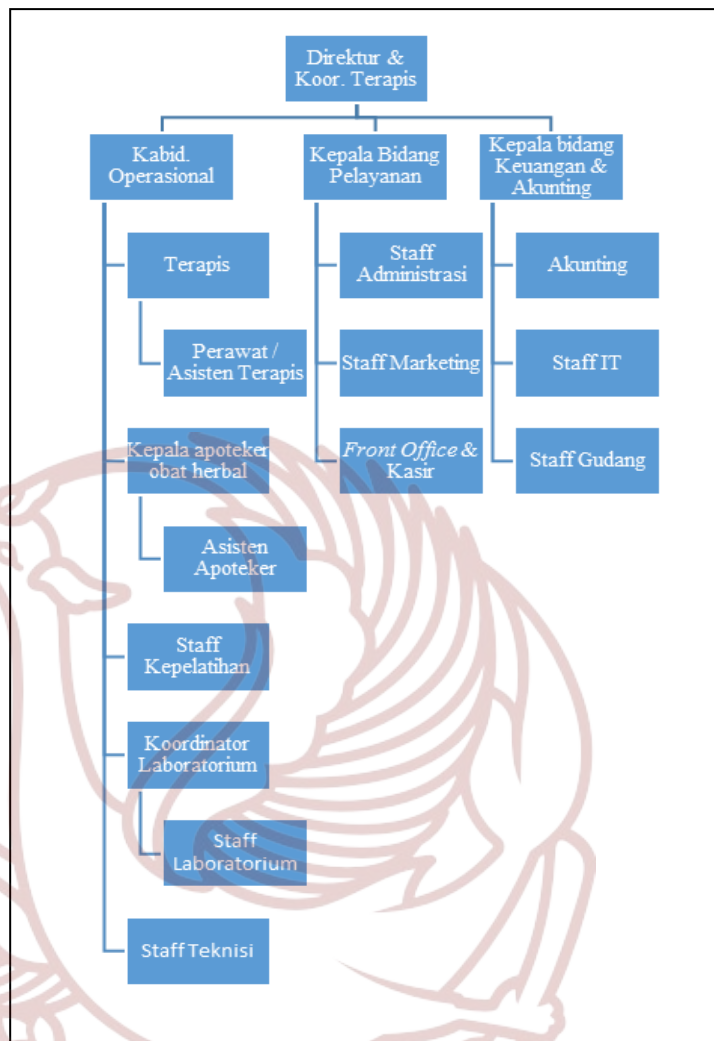 Direktur &
Koor. Terapis
Kabid.
Operasional
Kepala Bidang
Pelayanan
Kepala bidang
Keuangan &
Akunting
Terapis
Perawat /
Asisten Terapis
Kepala apoteker
obat herbal
Asisten
Apoteker
Staff
Kepelatihan
Koordinator
Laboratorium
Staff
Laboratorium
Staff Teknisi
Staff
Administrasi
Staff Marketing
Front Office &
Kasir
Akunting
Staff IT
Staff Gudang